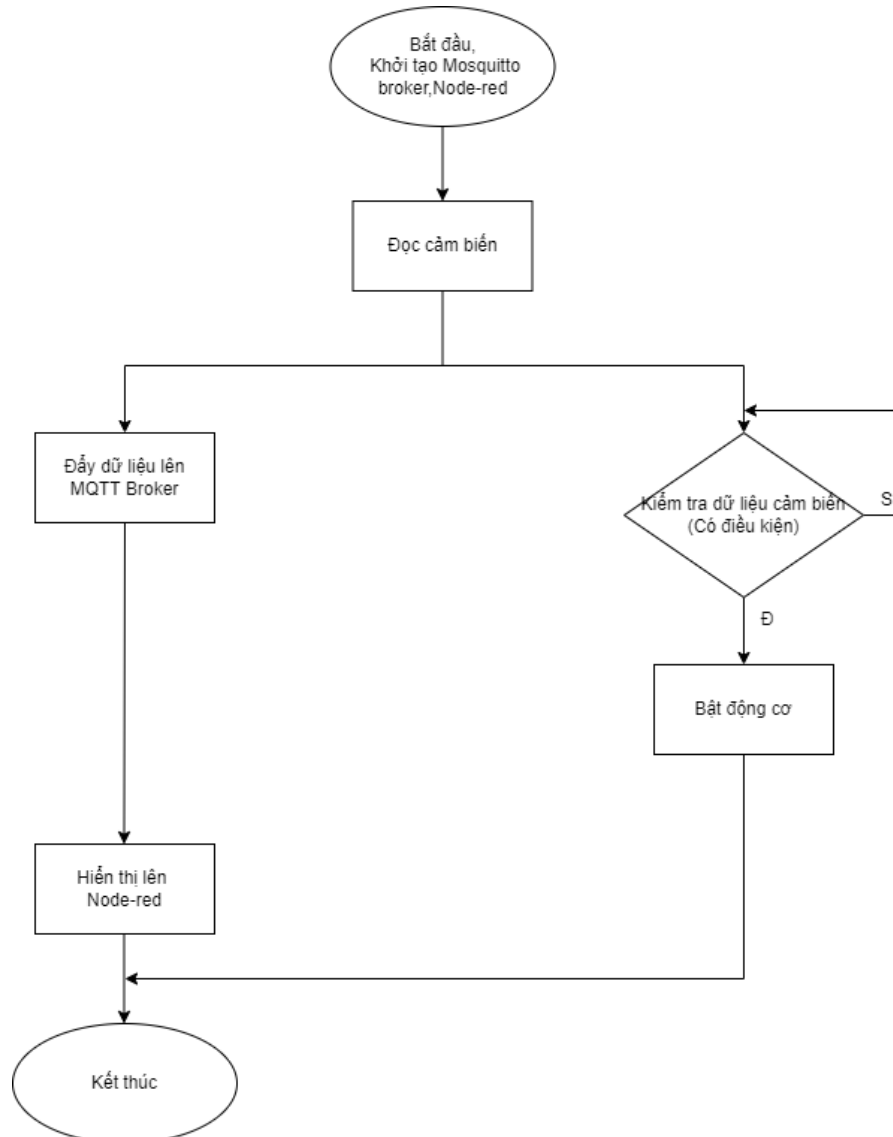 Bắt đầu,
Khởi tạo Mosquitto
broker,Node-red
Đọc cảm biến
Đẩy dữ liệu lên
MQTT Broker
Kiểm tra dữ liệu cảm biến
(Có điều kiện)
S
Đ
Bật động cơ
Hiển thị lên
Node-red
Kết thúc